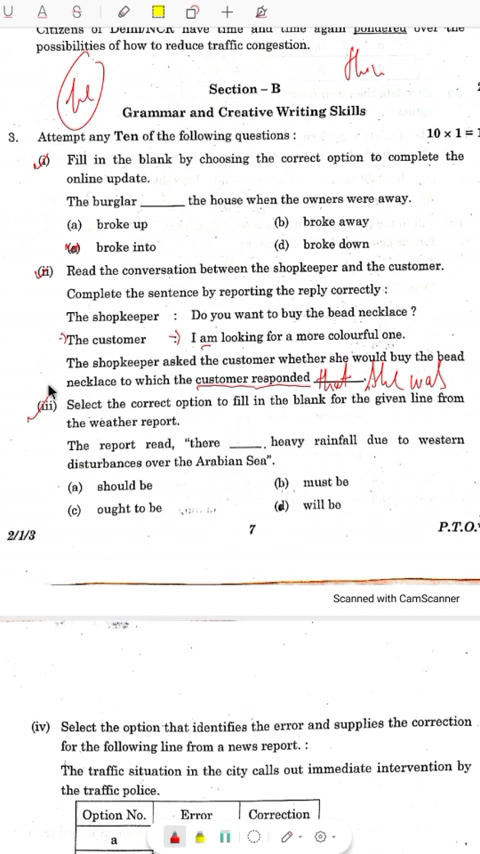 U A S
Citizens of Delhi/NCR have time and time again pondered over the
possibilities of how to reduce traffic congestion.
Section – B
Grammar and Creative Writing Skills
3. Attempt any Ten of the following questions : 10 x 1 = 1
(i) Fill in the blank by choosing the correct option to complete the
online update.
The burglar ______ the house when the owners were away.
(a) broke up (b) broke away
(c) broke into (d) broke down
(ii) Read the conversation between the shopkeeper and the customer.
Complete the sentence by reporting the reply correctly :
The shopkeeper : Do you want to buy the bead necklace ?
The customer : I am looking for a more colourful one.
The shopkeeper asked the customer whether she would buy the bead
necklace to which the customer responded that she was
(iii) Select the correct option to fill in the blank for the given line from
the weather report.
The report read, "there _____ heavy rainfall due to western
disturbances over the Arabian Sea".
(a) should be (b) must be
(c) ought to be (d) will be
2/1/3 7 P.T.O.
Scanned with CamScanner
(iv) Select the option that identifies the error and supplies the correction
for the following line from a news report. :
The traffic situation in the city calls out immediate intervention by
the traffic police.
Option No. Error Correction
a